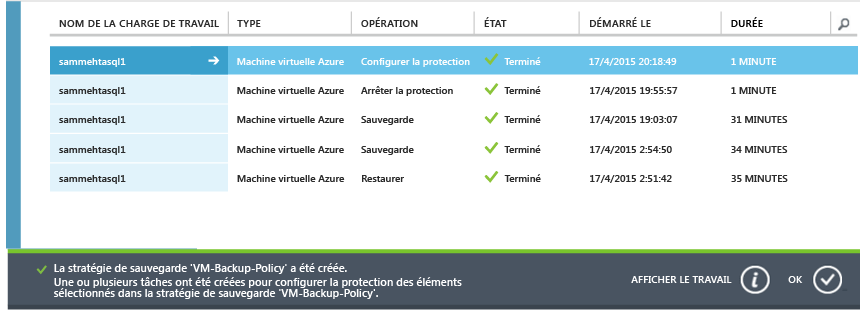 NOM DE LA CHARGE DE TRAVAIL TYPE OPÉRATION ÉTAT DÉMARRÉ LE DURÉE
sammehtasql1 Machine virtuelle Azure Configurer la protection Terminé 17/4/2015 20:18:49 1 MINUTE
sammehtasql1 Machine virtuelle Azure Arrêter la protection Terminé 17/4/2015 19:55:57 1 MINUTE
sammehtasql1 Machine virtuelle Azure Sauvegarde Terminé 17/4/2015 19:03:07 31 MINUTES
sammehtasql1 Machine virtuelle Azure Sauvegarde Terminé 17/4/2015 2:54:50 34 MINUTES
sammehtasql1 Machine virtuelle Azure Restaurer Terminé 17/4/2015 2:51:42 35 MINUTES
La stratégie de sauvegarde 'VM-Backup-Policy' a été créée.
Une ou plusieurs tâches ont été créées pour configurer la protection des éléments
sélectionnés dans la stratégie de sauvegarde 'VM-Backup-Policy'.
AFFICHER LE TRAVAIL OK